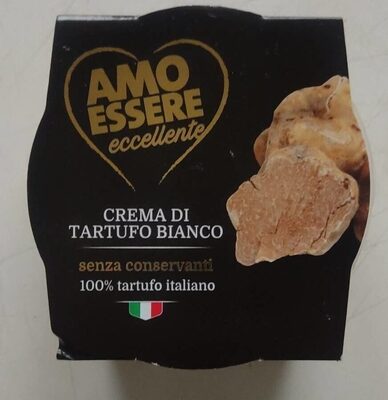 AMO
ESSERE
eccellente
CREMA DI
TARTUFO BIANCO
senza conservanti
100% tartufo italiano